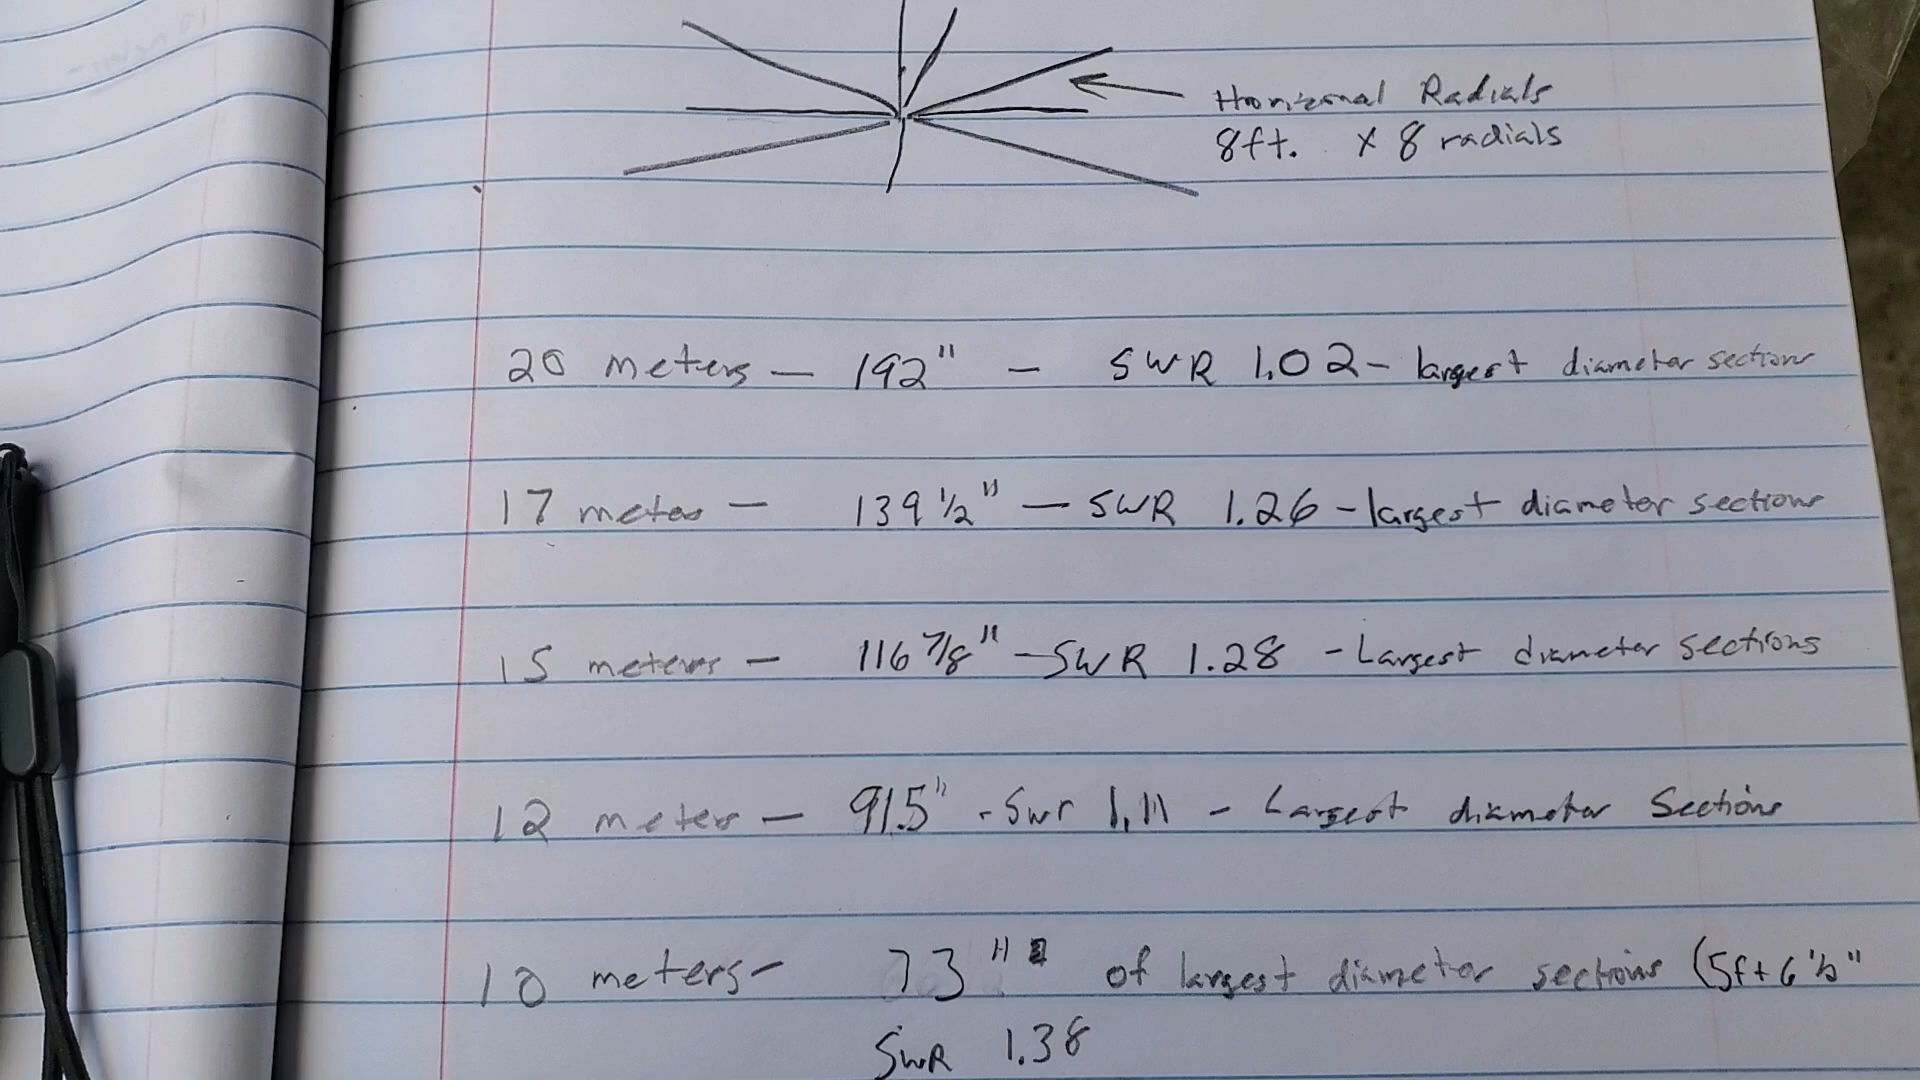 Horizontal Radials
8ft. x 8 radials
20 meters - 192" - SWR 1.02 - largest diameter sections
17 meters - 139 1/2" - SWR 1.26 - largest diameter sections
15 meters - 116 7/8" - SWR 1.28 - Largest diameter sections
12 meters - 91.5" - Swr 1.11 - Largest diameter Sections
10 meters - 73" of largest diameter sections (5ft + 6 1/2"
SWR 1.38